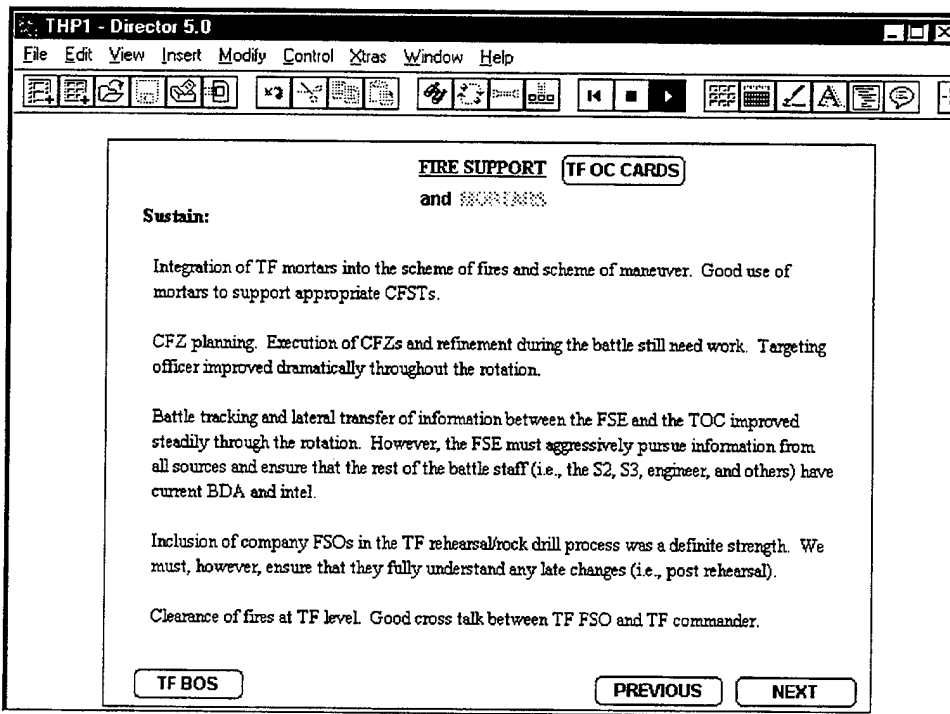 THP1 - Director 5.0
File Edit View Insert Modify Control Xtras Window Help
FIRE SUPPORT TF OC CARDS
and MORTARS
Sustain:
Integration of TF mortars into the scheme of fires and scheme of maneuver. Good use of
mortars to support appropriate CFSTs.
CFZ planning. Execution of CFZs and refinement during the battle still need work. Targeting
officer improved dramatically throughout the rotation.
Battle tracking and lateral transfer of information between the FSE and the TOC improved
steadily through the rotation. However, the FSE must aggressively pursue information from
all sources and ensure that the rest of the battle staff (i.e., the S2, S3, engineer, and others) have
current BDA and intel.
Inclusion of company FSOs in the TF rehearsal/rock drill process was a definite strength. We
must, however, ensure that they fully understand any late changes (i.e., post rehearsal).
Clearance of fires at TF level. Good cross talk between TF FSO and TF commander.
TF BOS PREVIOUS NEXT